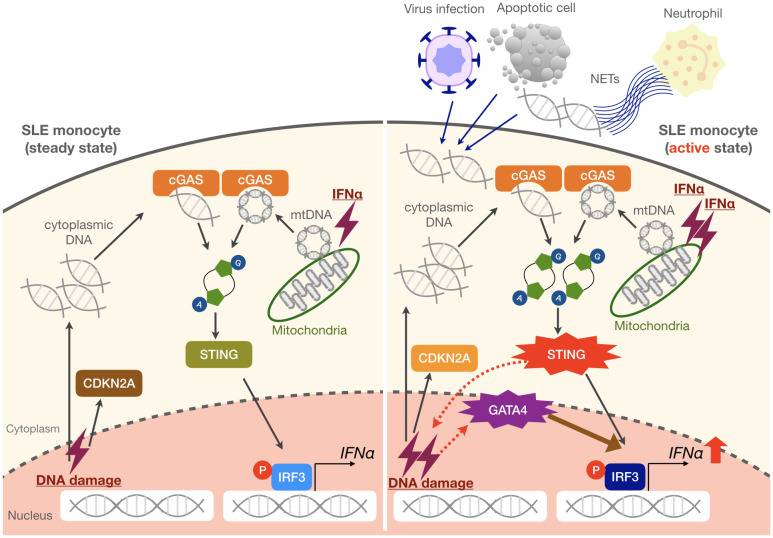 Virus infection
Apoptotic cell
Neutrophil
NETs
SLE monocyte
(steady state)
cGAS
cGAS
IFNα
mtDNA
cytoplasmic
DNA
G
A
Mitochondria
STING
CDKN2A
Cytoplasm
DNA damage
P
IRF3
IFNα
Nucleus
SLE monocyte
(active state)
cGAS
cGAS
IFNα
IFNα
mtDNA
cytoplasmic
DNA
G
G
A
A
Mitochondria
STING
CDKN2A
GATA4
DNA damage
P
IRF3
IFNα